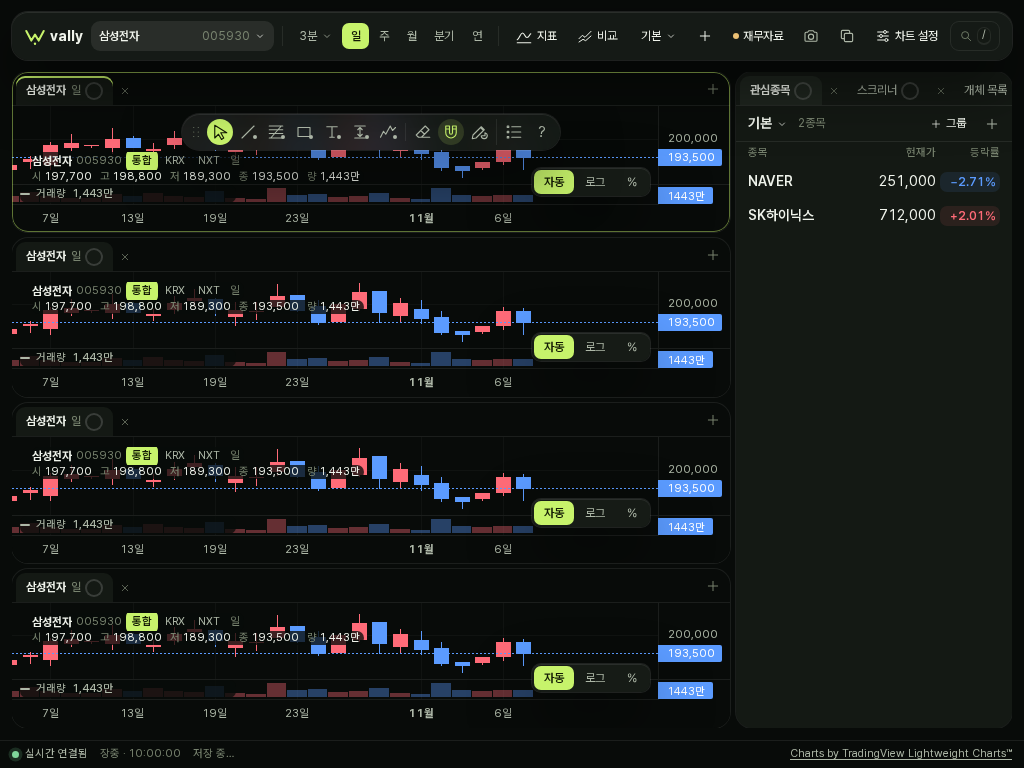 vally 삼성전자 005930 3분 일 주 월 분기 연 지표 비교 기본 재무자료 차트 설정 /
삼성전자 일
200,000
삼성전자 005930 통합 KRX NXT 일
193,500
시 197,700 고 198,800 저 189,300 종 193,500 량 1,443만
자동 로그 %
거래량 1,443만
1443만
7일 13일 19일 23일 11월 6일
삼성전자 일
삼성전자 005930 통합 KRX NXT 일
200,000
시 197,700 고 198,800 저 189,300 종 193,500 량 1,443만
193,500
자동 로그 %
거래량 1,443만
1443만
7일 13일 19일 23일 11월 6일
삼성전자 일
삼성전자 005930 통합 KRX NXT 일
200,000
시 197,700 고 198,800 저 189,300 종 193,500 량 1,443만
193,500
자동 로그 %
거래량 1,443만
1443만
7일 13일 19일 23일 11월 6일
삼성전자 일
삼성전자 005930 통합 KRX NXT 일
200,000
시 197,700 고 198,800 저 189,300 종 193,500 량 1,443만
193,500
자동 로그 %
거래량 1,443만
1443만
7일 13일 19일 23일 11월 6일
관심종목 스크리너 개체 목록
기본 2종목 + 그룹
종목 현재가 등락률
NAVER 251,000 −2.71%
SK하이닉스 712,000 +2.01%
실시간 연결됨 장중 · 10:00:00 저장 중…
Charts by TradingView Lightweight Charts™